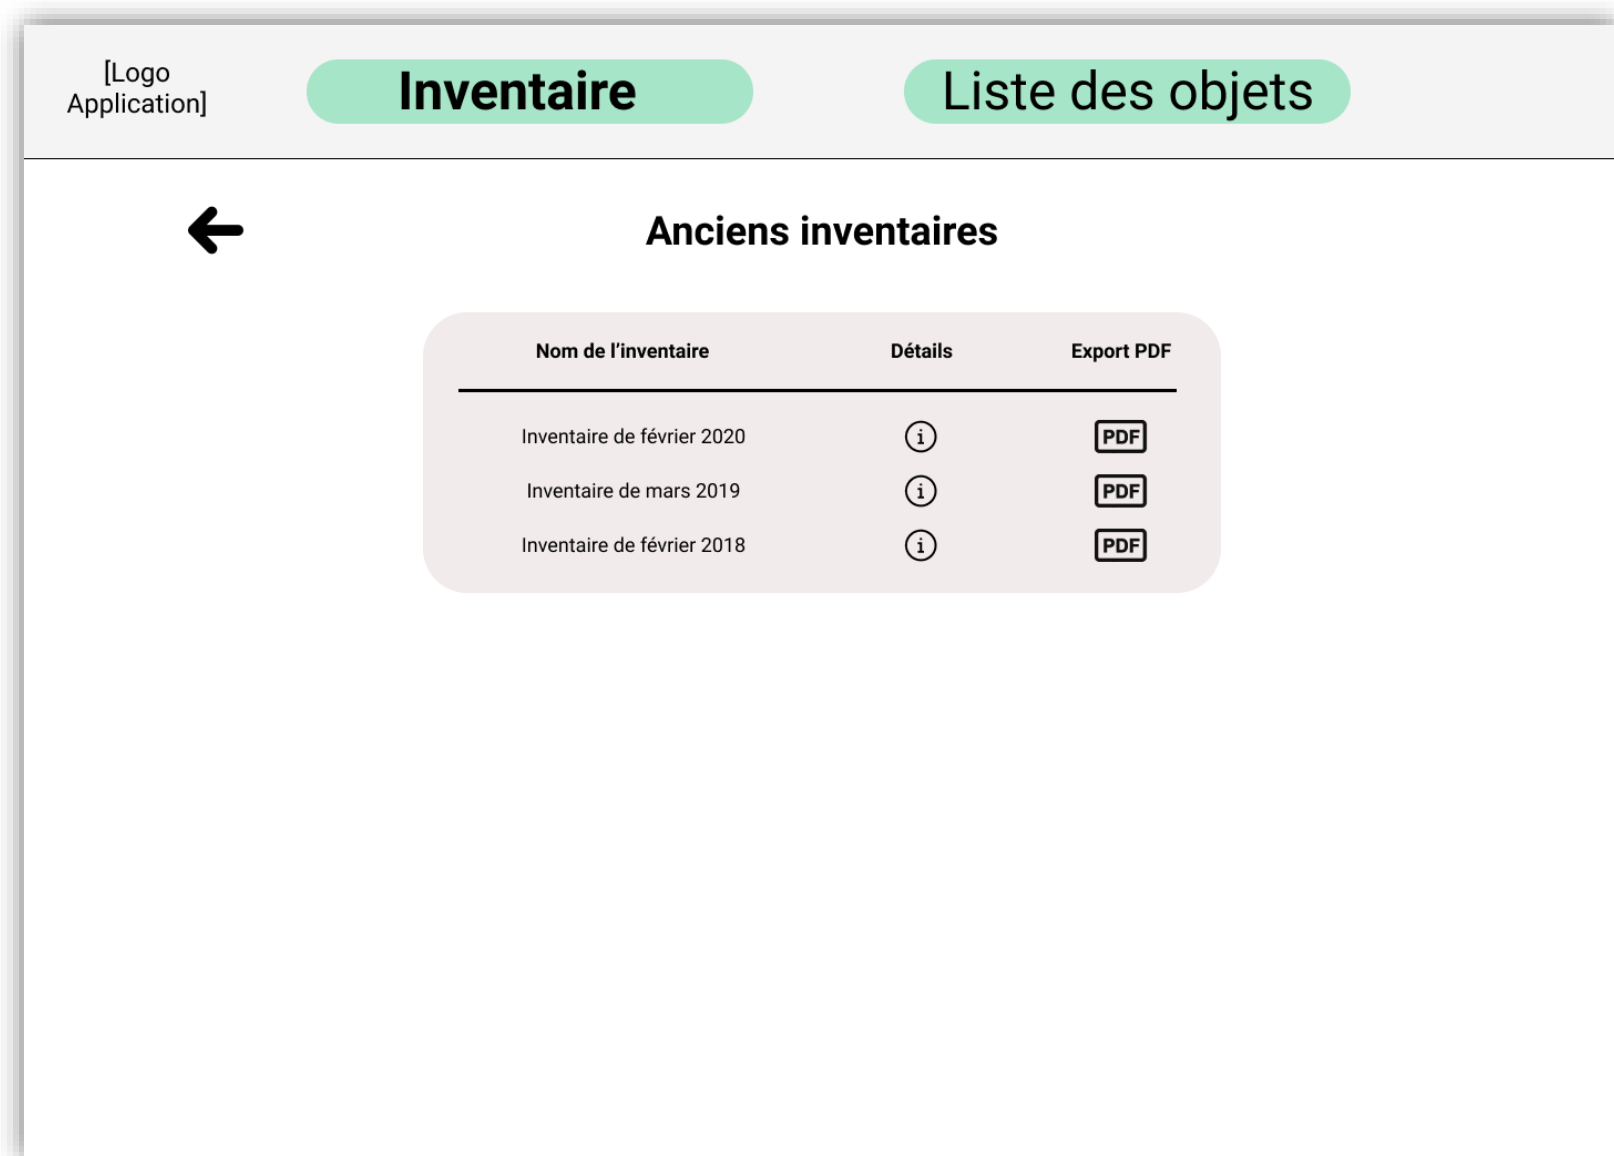 [Logo
Application]
Inventaire
Liste des objets
Anciens inventaires
Nom de l’inventaire Détails Export PDF
Inventaire de février 2020 i PDF
Inventaire de mars 2019 i PDF
Inventaire de février 2018 i PDF